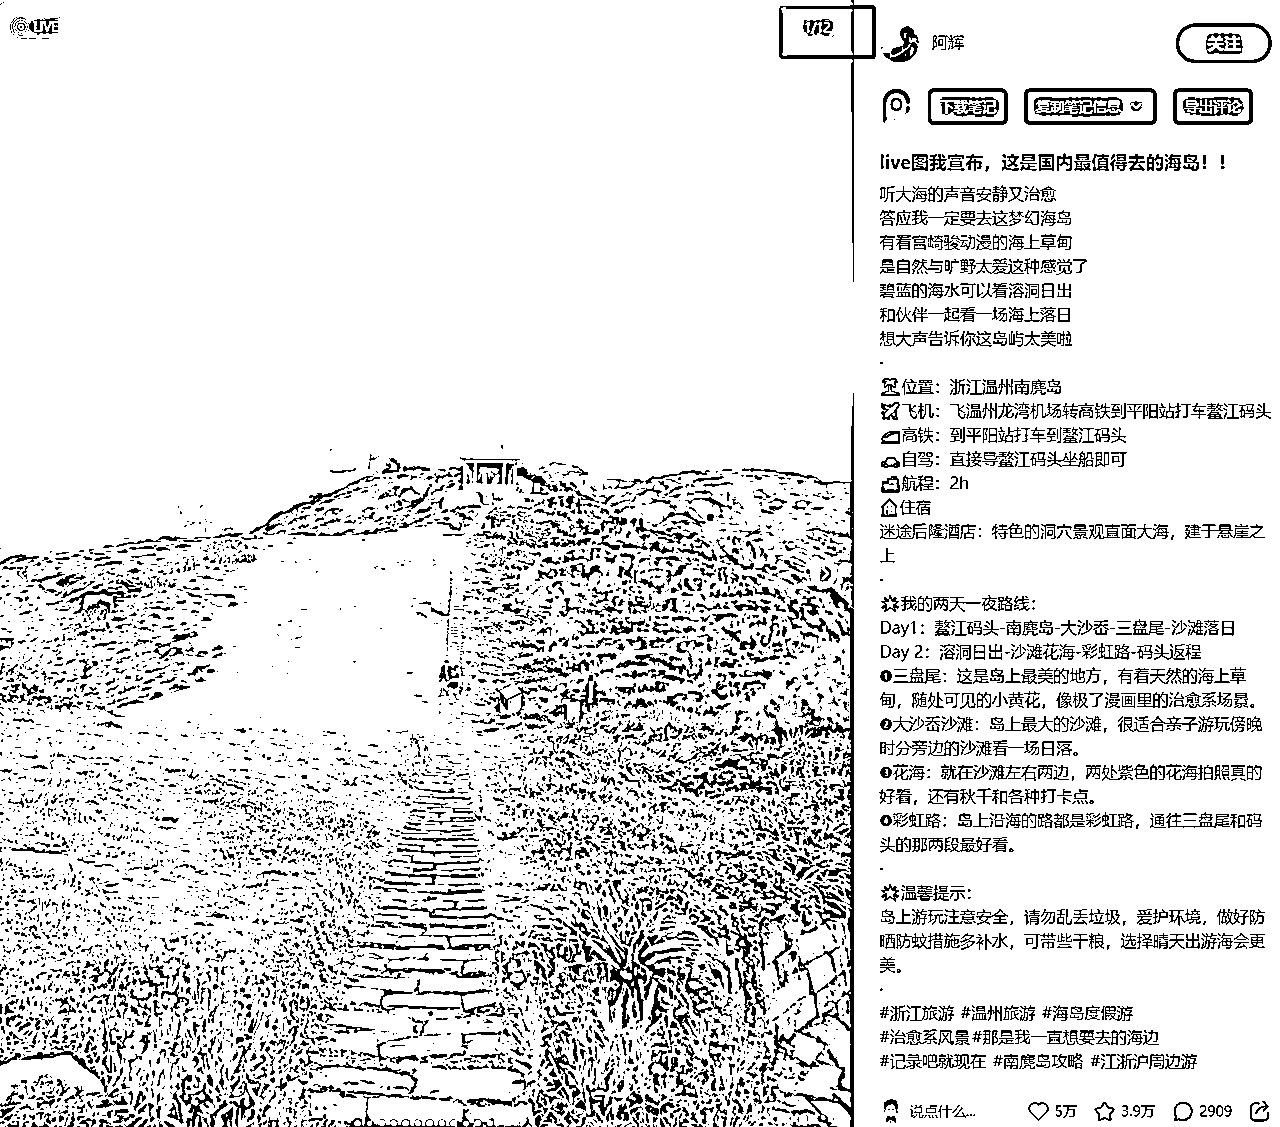 LIVE
1/12
阿辉
关注
下载笔记
复制笔记信息
导出评论
live图我宣布，这是国内最值得去的海岛！！
听大海的声音安静又治愈
答应我一定要去这梦幻海岛
有着宫崎骏动漫的海上草甸
是自然与旷野太爱这种感觉了
碧蓝的海水可以看溶洞日出
和伙伴一起看一场海上落日
想大声告诉你这岛屿太美啦
.
位置：浙江温州南麂岛
飞机：飞温州龙湾机场转高铁到平阳站打车鳌江码头
高铁：到平阳站打车到鳌江码头
自驾：直接导鳌江码头坐船即可
航程：2h
住宿
迷途后隆酒店：特色的洞穴景观直面大海，建于悬崖之
上
.
我的两天一夜路线：
Day1：鳌江码头-南麂岛-大沙岙-三盘尾-沙滩落日
Day 2：溶洞日出-沙滩花海-彩虹路-码头返程
❶三盘尾：这是岛上最美的地方，有着天然的海上草
甸，随处可见的小黄花，像极了漫画里的治愈系场景。
❷大沙岙沙滩：岛上最大的沙滩，很适合亲子游玩傍晚
时分旁边的沙滩看一场日落。
❸花海：就在沙滩左右两边，两处紫色的花海拍照真的
好看，还有秋千和各种打卡点。
❹彩虹路：岛上沿海的路都是彩虹路，通往三盘尾和码
头的那两段最好看。
.
温馨提示：
岛上游玩注意安全，请勿乱丢垃圾，爱护环境，做好防
晒防蚊措施多补水，可带些干粮，选择晴天出游海会更
美。
.
#浙江旅游 #温州旅游 #海岛度假游
#治愈系风景 #那是我一直想要去的海边
#记录吧就现在 #南麂岛攻略 #江浙沪周边游
说点什么...
5万
3.9万
2909